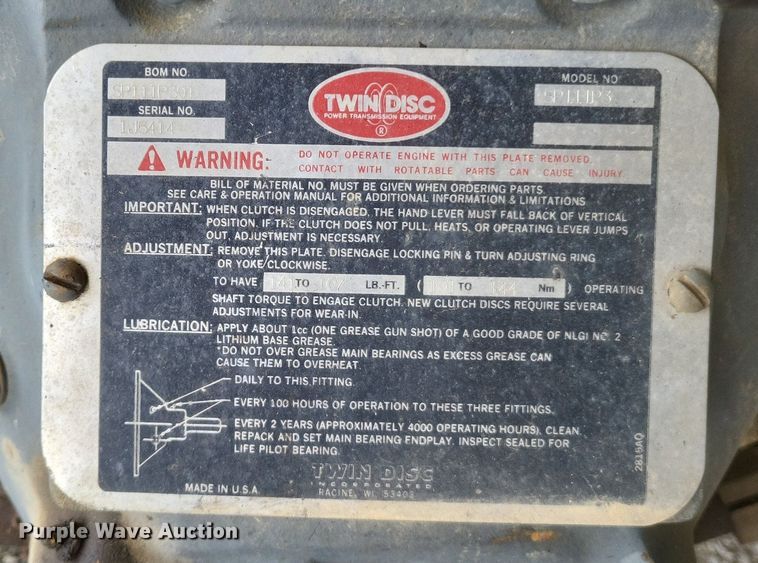 BOM NO.
MODEL NO
SP111P3
SERIAL NO.
1J5414
TWIN DISC
POWER TRANSMISSION EQUIPMENT
®
WARNING:
DO NOT OPERATE ENGINE WITH THIS PLATE REMOVED.
CONTACT WITH ROTATABLE PARTS CAN CAUSE INJURY
BILL OF MATERIAL NO. MUST BE GIVEN WHEN ORDERING PARTS.
SEE CARE & OPERATION MANUAL FOR ADDITIONAL INFORMATION & LIMITATIONS
IMPORTANT: WHEN CLUTCH IS DISENGAGED, THE HAND LEVER MUST FALL BACK OF VERTICAL
POSITION. IF THE CLUTCH DOES NOT PULL, HEATS, OR OPERATING LEVER JUMPS
OUT, ADJUSTMENT IS NECESSARY.
ADJUSTMENT: REMOVE THIS PLATE. DISENGAGE LOCKING PIN & TURN ADJUSTING RING
OR YOKE CLOCKWISE.
TO HAVE TO LB.-FT. ( TO Nm) OPERATING
SHAFT TORQUE TO ENGAGE CLUTCH. NEW CLUTCH DISCS REQUIRE SEVERAL
ADJUSTMENTS FOR WEAR-IN.
LUBRICATION: APPLY ABOUT 1cc (ONE GREASE GUN SHOT) OF A GOOD GRADE OF NLGI NO. 2
LITHIUM BASE GREASE.
*DO NOT OVER GREASE MAIN BEARINGS AS EXCESS GREASE CAN
CAUSE THEM TO OVERHEAT.
DAILY TO THIS FITTING.
EVERY 100 HOURS OF OPERATION TO THESE THREE FITTINGS.
EVERY 2 YEARS (APPROXIMATELY 4000 OPERATING HOURS). CLEAN,
REPACK AND SET MAIN BEARING ENDPLAY. INSPECT SEALED FOR
LIFE PILOT BEARING.
2815AQ
TWIN DISC
INCORPORATED
RACINE, WI. 53403
MADE IN U.S.A.
Purple Wave Auction